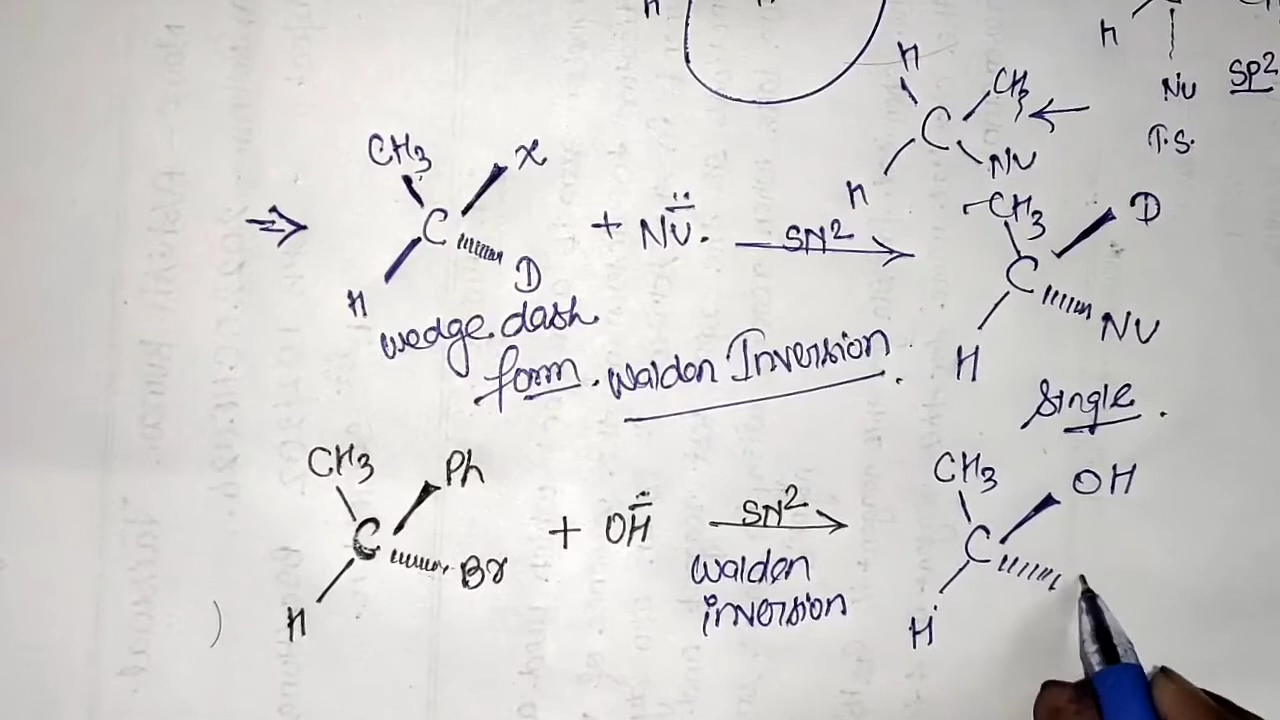 H
CH3
H
Nu
SP2
T.S.
H
C
CH3
Nu
H
⇒
CH3
X
C
H
D
+ Nu:
SN2
CH3
D
C
H
Nu
wedge dash
form. Walden Inversion.
Single.
CH3
Ph
C
H
Br
+ OH
SN2
Walden
inversion
CH3
OH
C
H